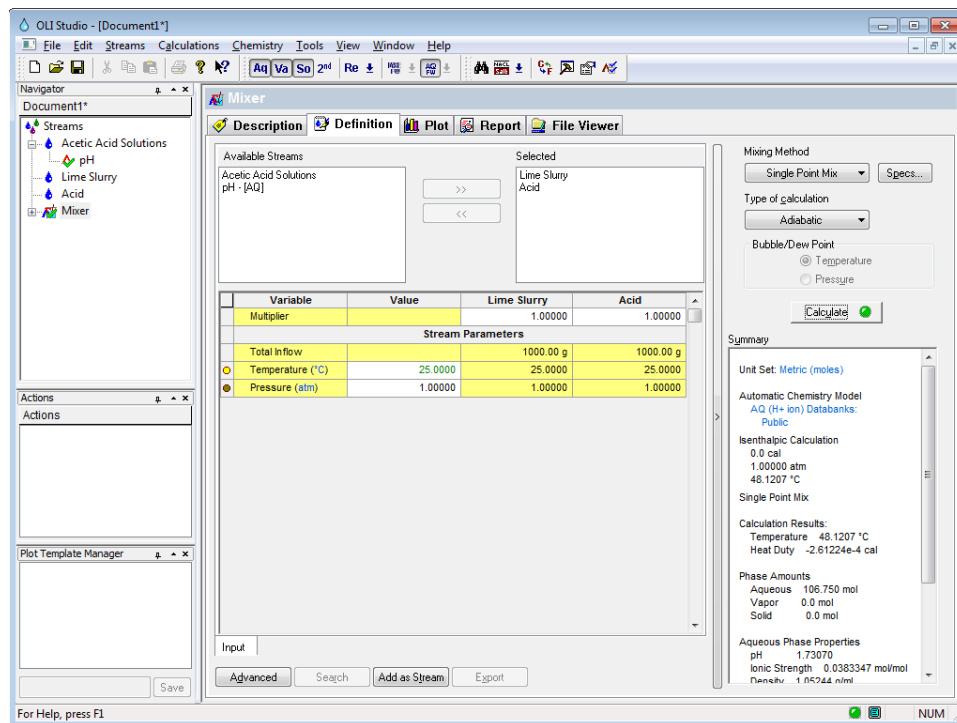 OLI Studio - [Document1*]
File Edit Streams Calculations Chemistry Tools View Window Help
Aq Va So 2nd Re
Navigator
Document1*
Streams
Acetic Acid Solutions
pH
Lime Slurry
Acid
Mixer
Actions
Actions
Plot Template Manager
Save
Mixer
Description Definition Plot Report File Viewer
Available Streams
Acetic Acid Solutions
pH - [AQ]
>>
<<
Selected
Lime Slurry
Acid
Variable Value Lime Slurry Acid
Multiplier 1.00000 1.00000
Stream Parameters
Total Inflow 1000.00 g 1000.00 g
Temperature (°C) 25.0000 25.0000 25.0000
Pressure (atm) 1.00000 1.00000 1.00000
Input
Advanced Search Add as Stream Export
Mixing Method
Single Point Mix Specs...
Type of calculation
Adiabatic
Bubble/Dew Point
Temperature
Pressure
Calculate
Summary
Unit Set: Metric (moles)
Automatic Chemistry Model
AQ (H+ ion) Databanks:
Public
Isenthalpic Calculation
0.0 cal
1.00000 atm
48.1207 °C
Single Point Mix
Calculation Results:
Temperature 48.1207 °C
Heat Duty -2.61224e-4 cal
Phase Amounts
Aqueous 106.750 mol
Vapor 0.0 mol
Solid 0.0 mol
Aqueous Phase Properties
pH 1.73070
Ionic Strength 0.0383347 mol/mol
Density 1.05244 g/ml
For Help, press F1
NUM